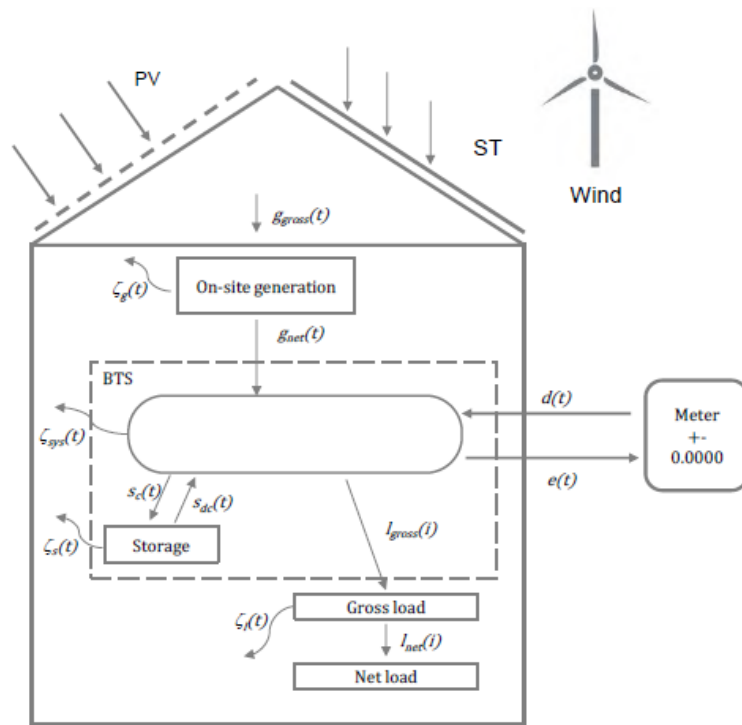 PV
ST
Wind
g_gross(t)
On-site generation
ζ_g(t)
g_net(t)
BTS
d(t)
Meter
+-
0.0000
ζ_sys(t)
e(t)
s_c(t)
s_dc(t)
l_gross(i)
ζ_s(t)
Storage
Gross load
ζ_l(t)
l_net(i)
Net load